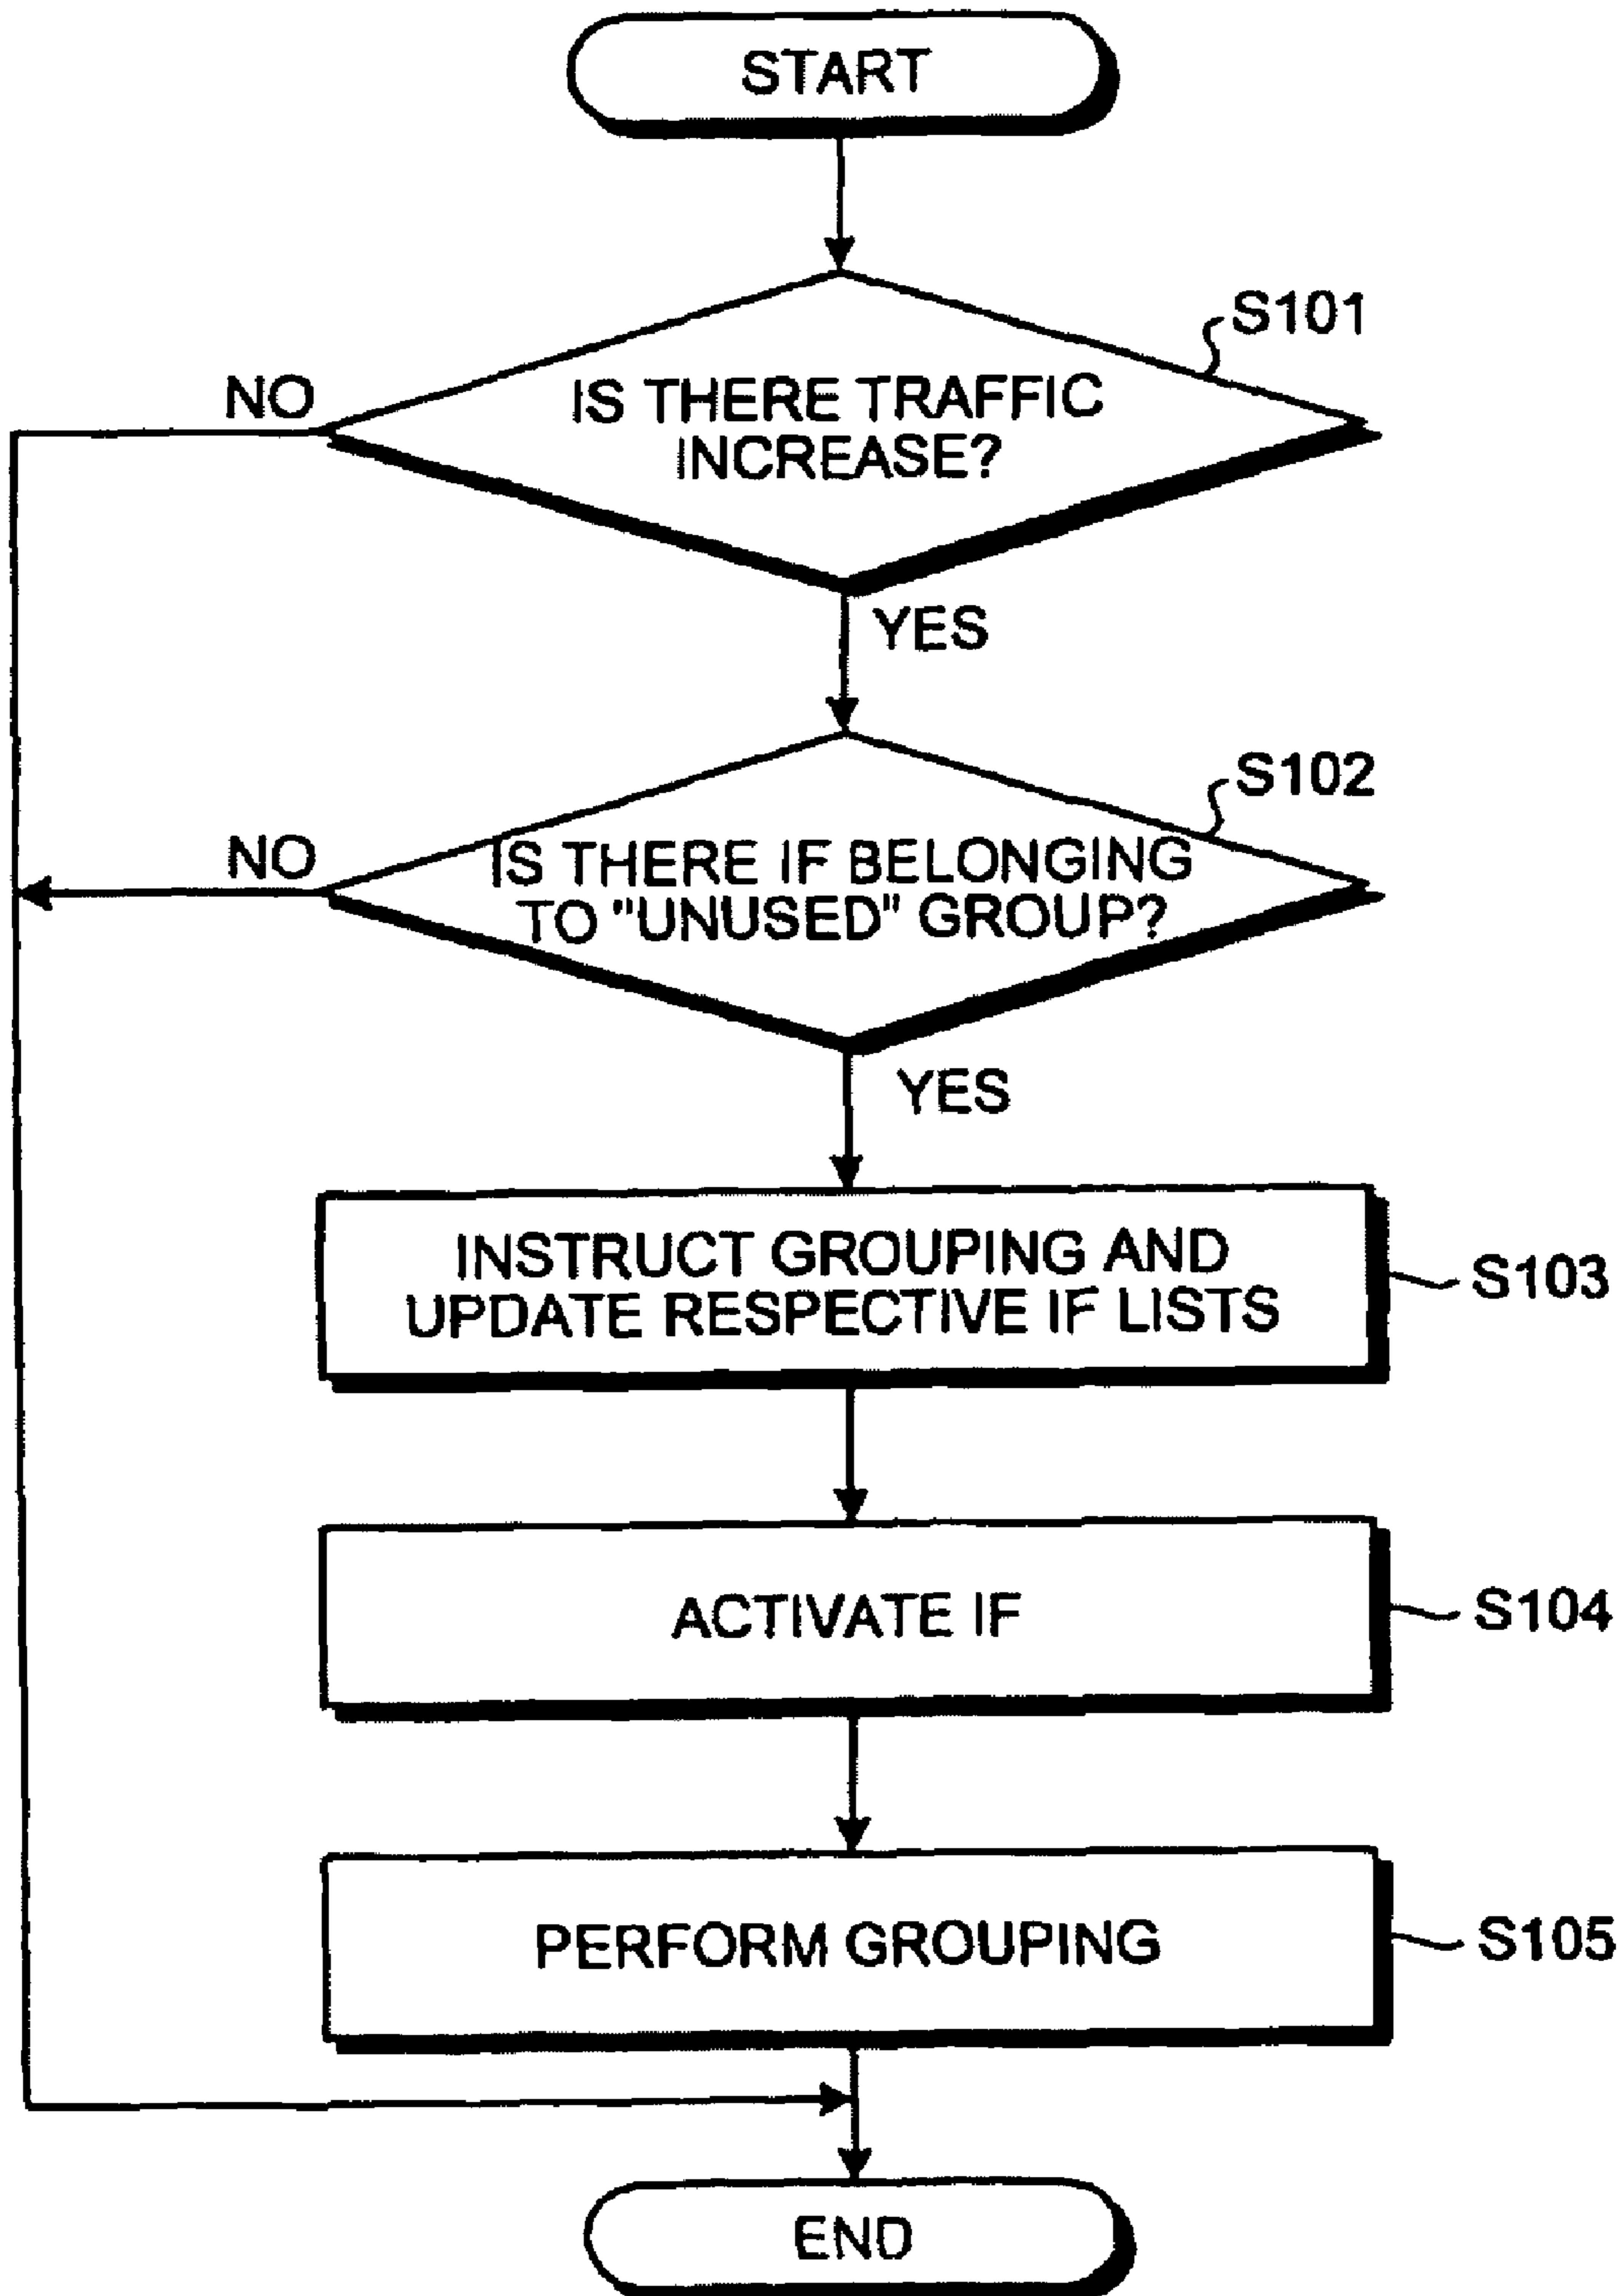 START
S101
NO
IS THERE TRAFFIC
INCREASE?
YES
S102
NO
IS THERE IF BELONGING
TO "UNUSED" GROUP?
YES
INSTRUCT GROUPING AND
UPDATE RESPECTIVE IF LISTS
S103
ACTIVATE IF
S104
PERFORM GROUPING
S105
END